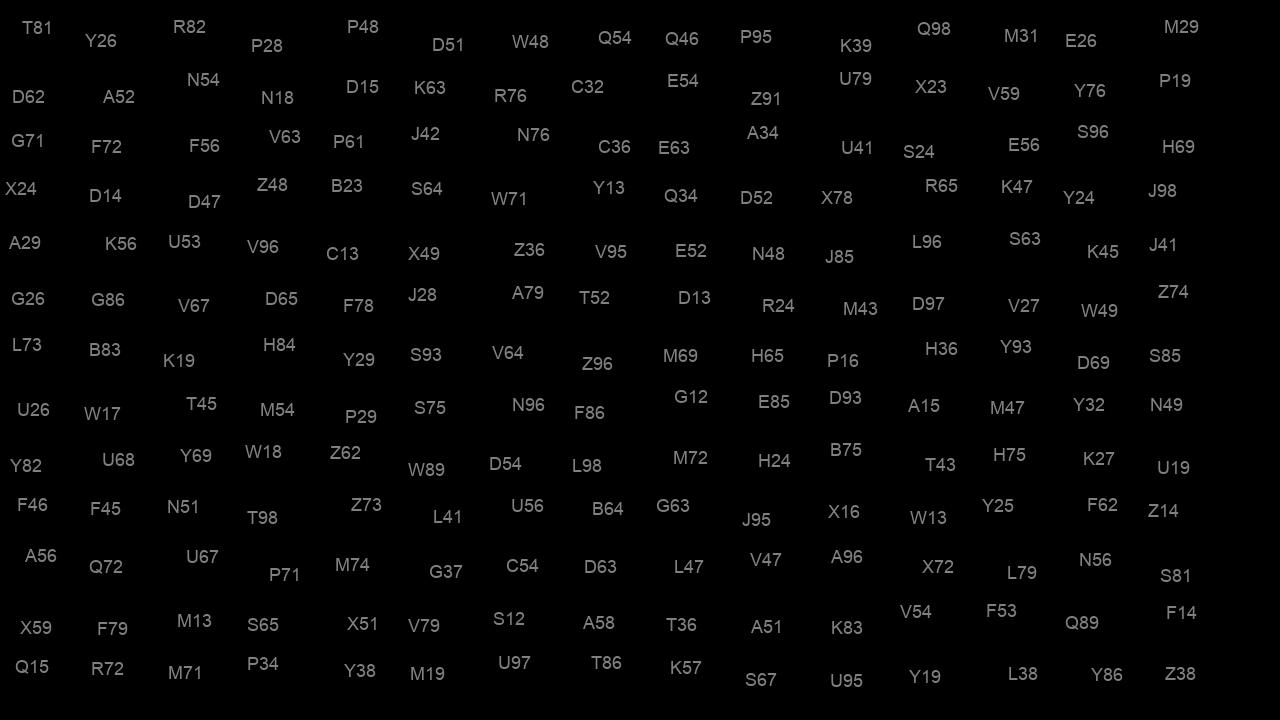 T81 Y26 R82 P28 P48 D51 W48 Q54 Q46 P95 K39 Q98 M31 E26 M29
D62 A52 N54 N18 D15 K63 R76 C32 E54 Z91 U79 X23 V59 Y76 P19
G71 F72 F56 V63 P61 J42 N76 C36 E63 A34 U41 S24 E56 S96 H69
X24 D14 D47 Z48 B23 S64 W71 Y13 Q34 D52 X78 R65 K47 Y24 J98
A29 K56 U53 V96 C13 X49 Z36 V95 E52 N48 J85 L96 S63 K45 J41
G26 G86 V67 D65 F78 J28 A79 T52 D13 R24 M43 D97 V27 W49 Z74
L73 B83 K19 H84 Y29 S93 V64 Z96 M69 H65 P16 H36 Y93 D69 S85
U26 W17 T45 M54 P29 S75 N96 F86 G12 E85 D93 A15 M47 Y32 N49
Y82 U68 Y69 W18 Z62 W89 D54 L98 M72 H24 B75 T43 H75 K27 U19
F46 F45 N51 T98 Z73 L41 U56 B64 G63 J95 X16 W13 Y25 F62 Z14
A56 Q72 U67 P71 M74 G37 C54 D63 L47 V47 A96 X72 L79 N56 S81
X59 F79 M13 S65 X51 V79 S12 A58 T36 A51 K83 V54 F53 Q89 F14
Q15 R72 M71 P34 Y38 M19 U97 T86 K57 S67 U95 Y19 L38 Y86 Z38